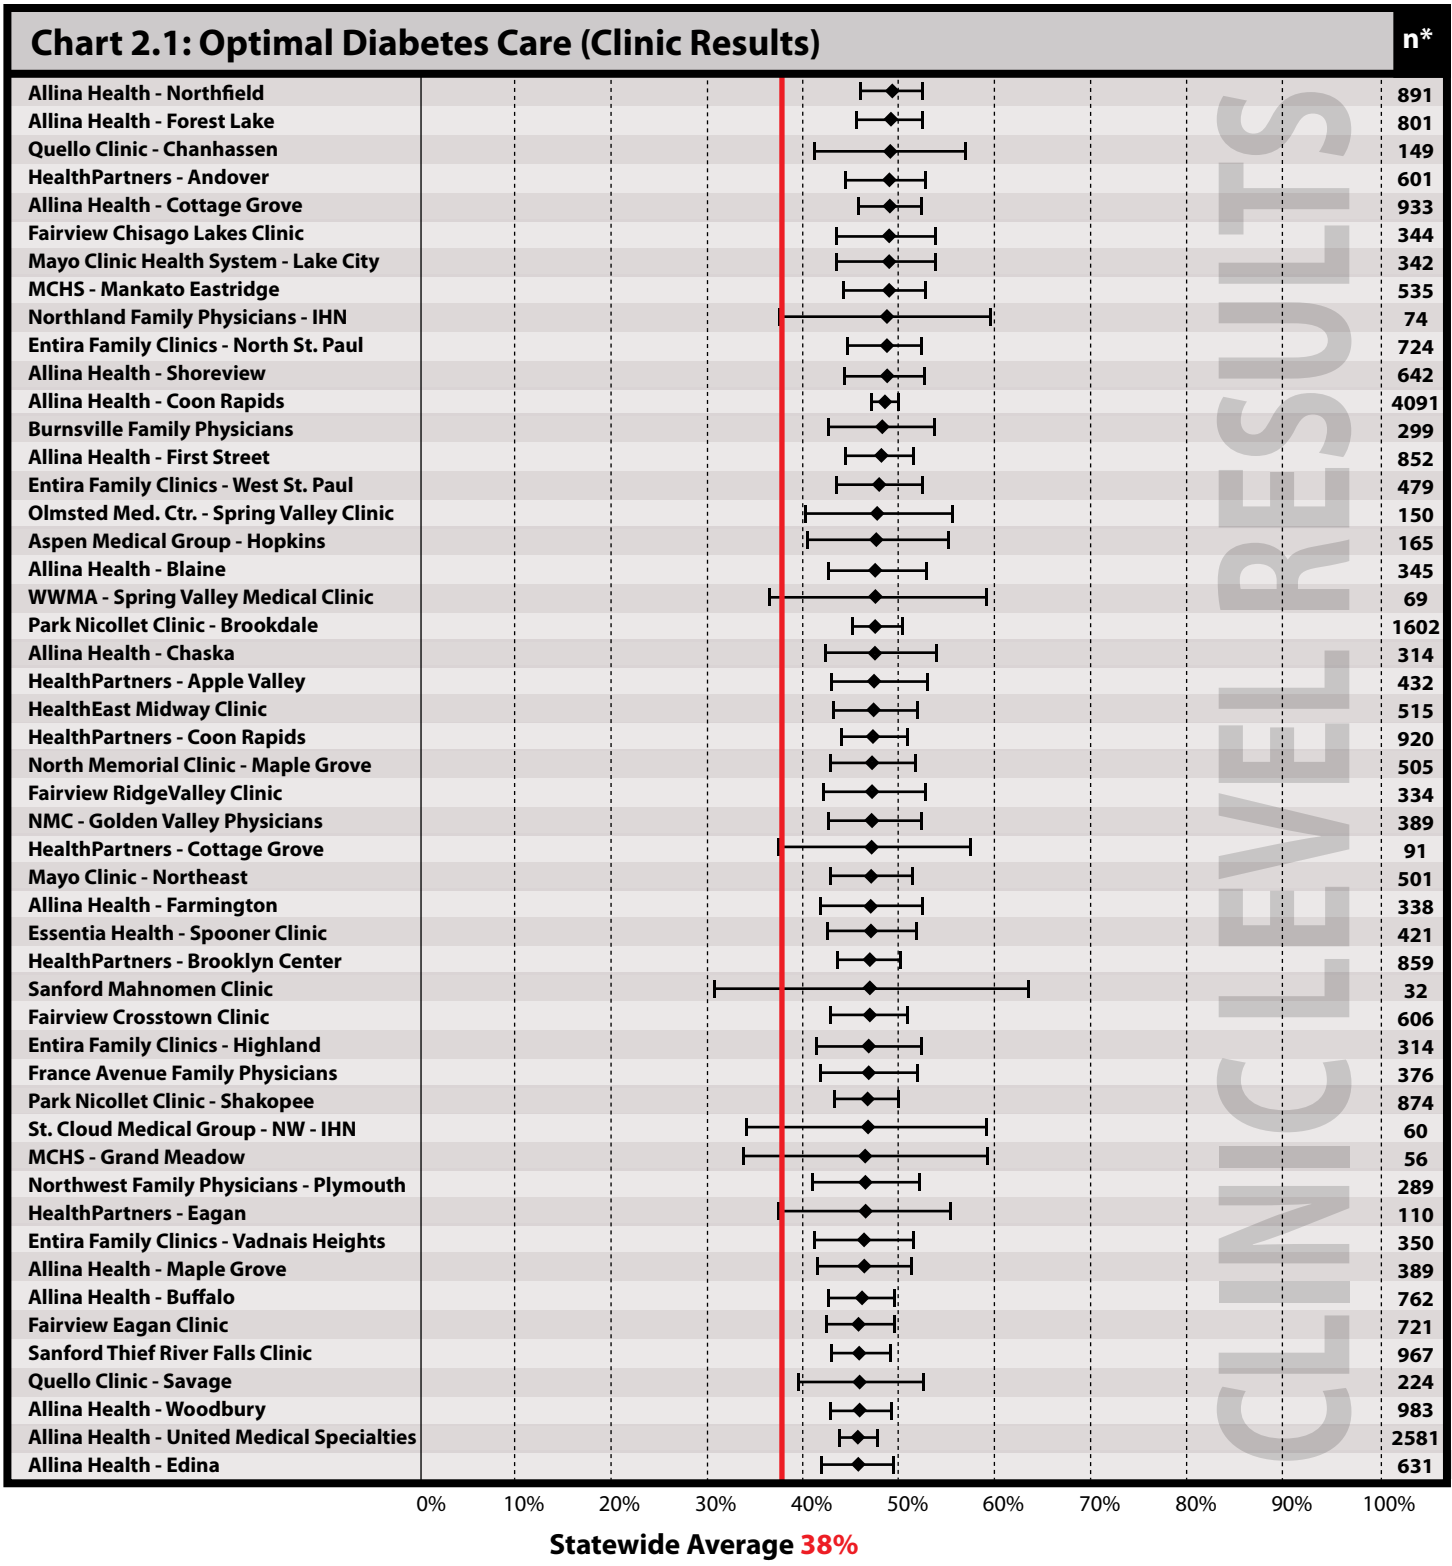 Chart 2.1: Optimal Diabetes Care (Clinic Results) n*
Allina Health - Northfield 891
Allina Health - Forest Lake 801
Quello Clinic - Chanhassen 149
HealthPartners - Andover 601
Allina Health - Cottage Grove 933
Fairview Chisago Lakes Clinic 344
Mayo Clinic Health System - Lake City 342
MCHS - Mankato Eastridge 535
Northland Family Physicians - IHN 74
Entira Family Clinics - North St. Paul 724
Allina Health - Shoreview 642
Allina Health - Coon Rapids 4091
Burnsville Family Physicians 299
Allina Health - First Street 852
Entira Family Clinics - West St. Paul 479
Olmsted Med. Ctr. - Spring Valley Clinic 150
Aspen Medical Group - Hopkins 165
Allina Health - Blaine 345
WWMA - Spring Valley Medical Clinic 69
Park Nicollet Clinic - Brookdale 1602
Allina Health - Chaska 314
HealthPartners - Apple Valley 432
HealthEast Midway Clinic 515
HealthPartners - Coon Rapids 920
North Memorial Clinic - Maple Grove 505
Fairview RidgeValley Clinic 334
NMC - Golden Valley Physicians 389
HealthPartners - Cottage Grove 91
Mayo Clinic - Northeast 501
Allina Health - Farmington 338
Essentia Health - Spooner Clinic 421
HealthPartners - Brooklyn Center 859
Sanford Mahnomen Clinic 32
Fairview Crosstown Clinic 606
Entira Family Clinics - Highland 314
France Avenue Family Physicians 376
Park Nicollet Clinic - Shakopee 874
St. Cloud Medical Group - NW - IHN 60
MCHS - Grand Meadow 56
Northwest Family Physicians - Plymouth 289
HealthPartners - Eagan 110
Entira Family Clinics - Vadnais Heights 350
Allina Health - Maple Grove 389
Allina Health - Buffalo 762
Fairview Eagan Clinic 721
Sanford Thief River Falls Clinic 967
Quello Clinic - Savage 224
Allina Health - Woodbury 983
Allina Health - United Medical Specialties 2581
Allina Health - Edina 631
CLINIC LEVEL RESULTS
0% 10% 20% 30% 40% 50% 60% 70% 80% 90% 100%
Statewide Average 38%